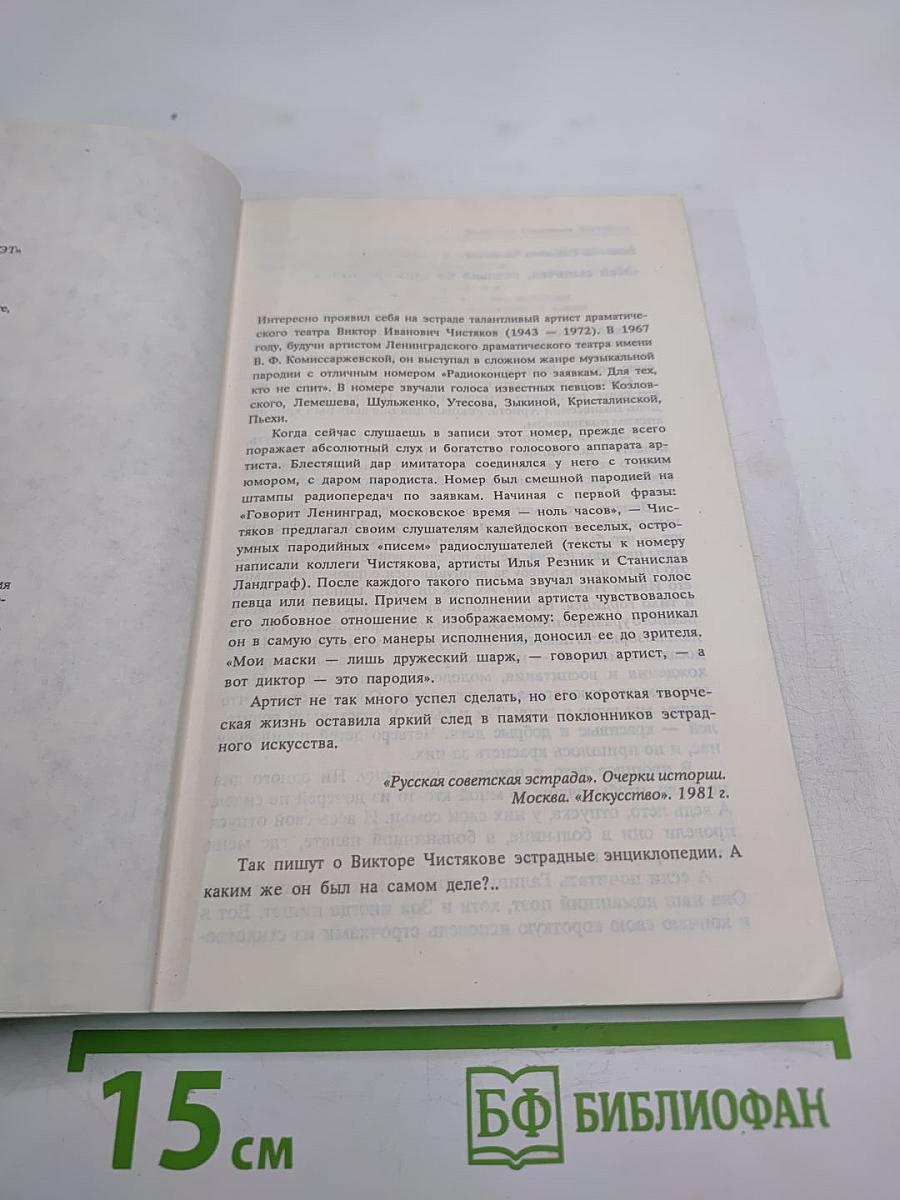 ЭТ»
Интересно проявил себя на эстраде талантливый артист драматиче-
ского театра Виктор Иванович Чистяков (1943 — 1972). В 1967
году, будучи артистом Ленинградского драматического театра имени
В. Ф. Комиссаржевской, он выступал в сложном жанре музыкальной
пародии с отличным номером «Радиоконцерт по заявкам. Для тех,
кто не спит». В номере звучали голоса известных певцов: Козлов-
ского, Лемешева, Шульженко, Утесова, Зыкиной, Кристалинской,
Пьехи.
Когда сейчас слушаешь в записи этот номер, прежде всего
поражает абсолютный слух и богатство голосового аппарата ар-
тиста. Блестящий дар имитатора соединялся у него с тонким
юмором, с даром пародиста. Номер был смешной пародией на
штампы радиопередач по заявкам. Начиная с первой фразы:
«Говорит Ленинград, московское время — ноль часов», — Чис-
тяков предлагал своим слушателям калейдоскоп веселых, остро-
умных пародийных «писем» радиослушателей (тексты к номеру
написали коллеги Чистякова, артисты Илья Резник и Станислав
Ландграф). После каждого такого письма звучал знакомый голос
певца или певицы. Причем в исполнении артиста чувствовалось
его любовное отношение к изображаемому: бережно проникал
он в самую суть его манеры исполнения, доносил ее до зрителя.
«Мои маски — лишь дружеский шарж, — говорил артист, — а
вот диктор — это пародия».
Артист не так много успел сделать, но его короткая творче-
ская жизнь оставила яркий след в памяти поклонников эстрад-
ного искусства.
«Русская советская эстрада». Очерки истории.
Москва. «Искусство». 1981 г.
Так пишут о Викторе Чистякове эстрадные энциклопедии. А
каким же он был на самом деле?..
15 см
БФ БИБЛИОФАН